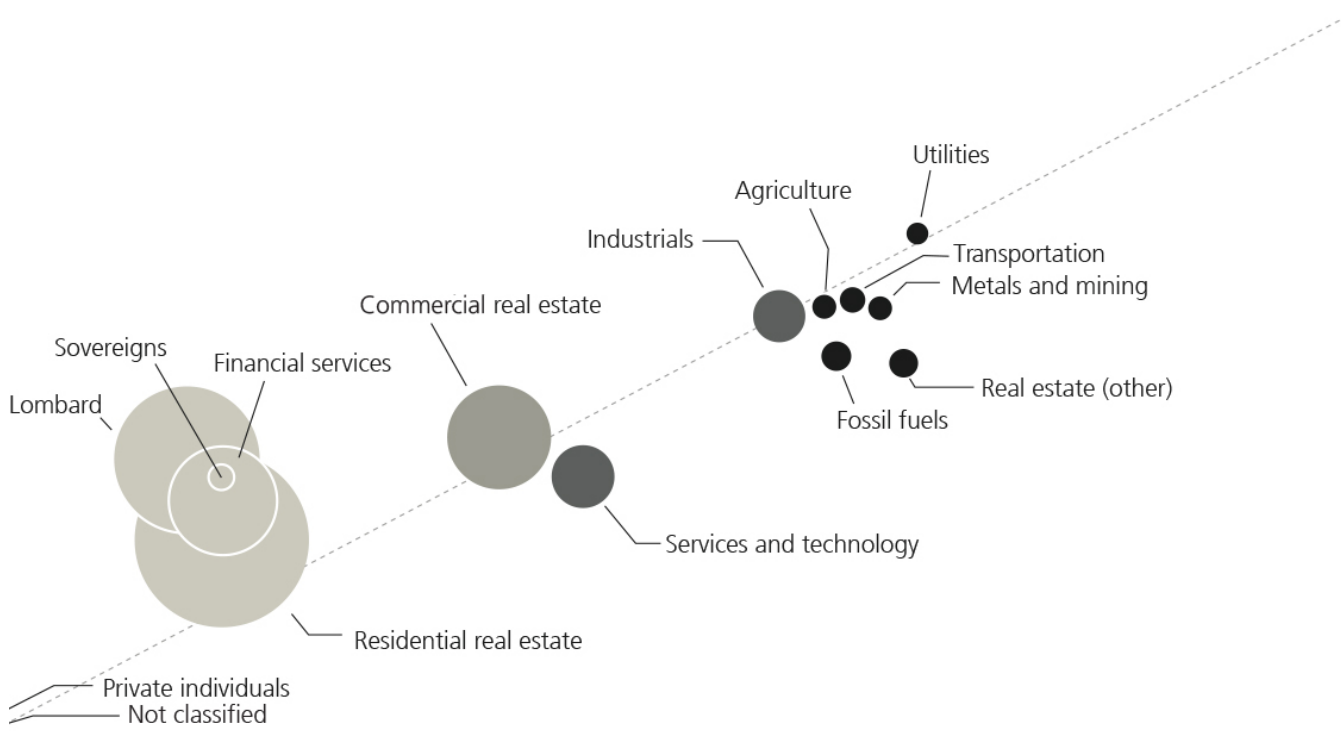 Utilities
Agriculture
Industrials
Transportation
Metals and mining
Commercial real estate
Sovereigns
Financial services
Real estate (other)
Lombard
Fossil fuels
Services and technology
Residential real estate
Private individuals
Not classified